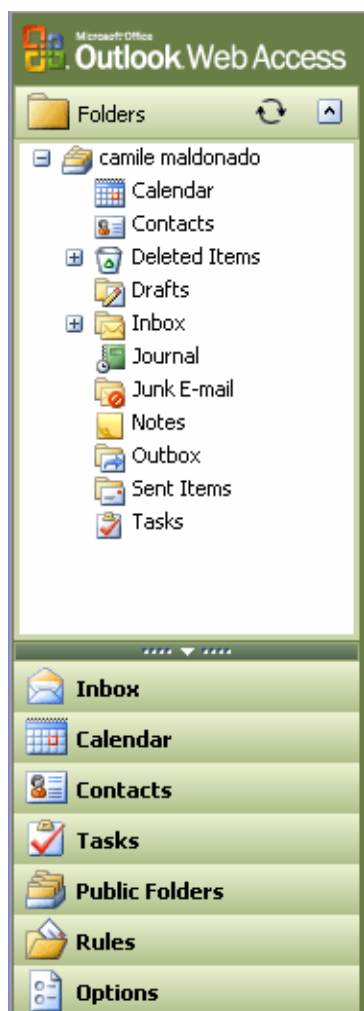 Microsoft Office
Outlook Web Access
Folders
camile maldonado
Calendar
Contacts
Deleted Items
Drafts
Inbox
Journal
Junk E-mail
Notes
Outbox
Sent Items
Tasks
Inbox
Calendar
Contacts
Tasks
Public Folders
Rules
Options